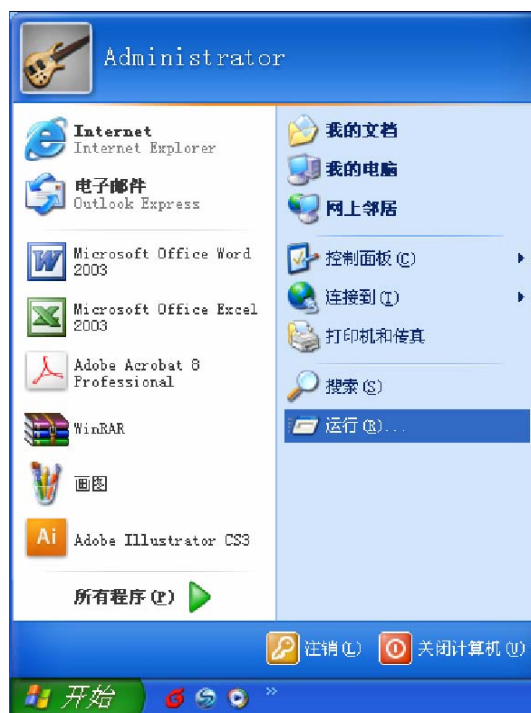 Administrator
Internet
Internet Explorer
电子邮件
Outlook Express
Microsoft Office Word
2003
Microsoft Office Excel
2003
Adobe Acrobat 8
Professional
WinRAR
画图
Adobe Illustrator CS3
所有程序(P)
我的文档
我的电脑
网上邻居
控制面板(C)
连接到(T)
打印机和传真
搜索(S)
运行(R)...
注销(L)
关闭计算机(U)
开始